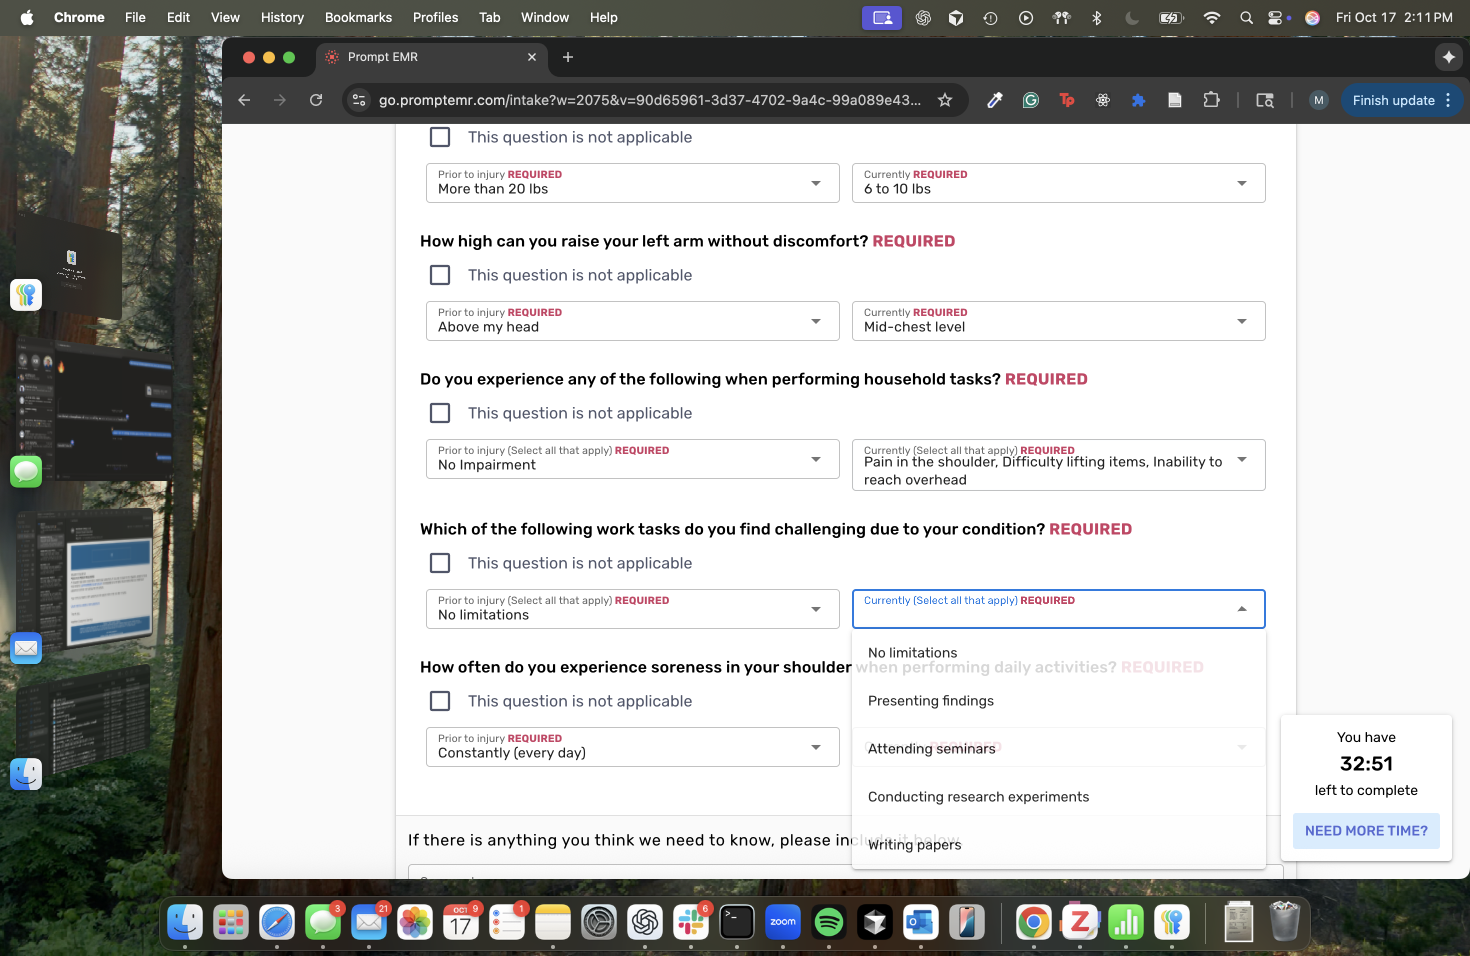 Chrome File Edit View History Bookmarks Profiles Tab Window Help Fri Oct 17 2:11 PM
Prompt EMR
go.promptemr.com/intake?w=2075&v=90d65961-3d37-4702-9a4c-99a089e43... M Finish update
This question is not applicable
Prior to injury REQUIRED
More than 20 lbs
Currently REQUIRED
6 to 10 lbs
How high can you raise your left arm without discomfort? REQUIRED
This question is not applicable
Prior to injury REQUIRED
Above my head
Currently REQUIRED
Mid-chest level
Do you experience any of the following when performing household tasks? REQUIRED
This question is not applicable
Prior to injury (Select all that apply) REQUIRED
No Impairment
Currently (Select all that apply) REQUIRED
Pain in the shoulder, Difficulty lifting items, Inability to
reach overhead
Which of the following work tasks do you find challenging due to your condition? REQUIRED
This question is not applicable
Prior to injury (Select all that apply) REQUIRED
No limitations
Currently (Select all that apply) REQUIRED
No limitations
Presenting findings
Attending seminars
Conducting research experiments
Writing papers
How often do you experience soreness in your shoulder when performing daily activities? REQUIRED
This question is not applicable
Prior to injury REQUIRED
Constantly (every day)
If there is anything you think we need to know, please include it below
You have
32:51
left to complete
NEED MORE TIME?
3 21 OCT 17 9 1 6 zoom